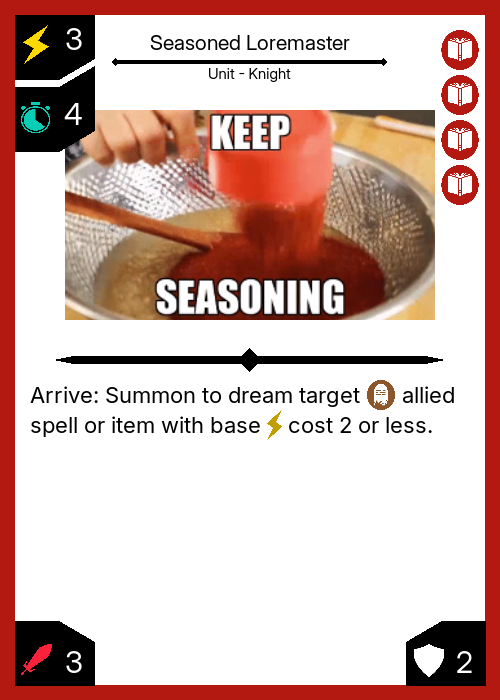 3
Seasoned Loremaster
Unit - Knight
4
KEEP
SEASONING
Arrive: Summon to dream target allied
spell or item with base cost 2 or less.
3
2